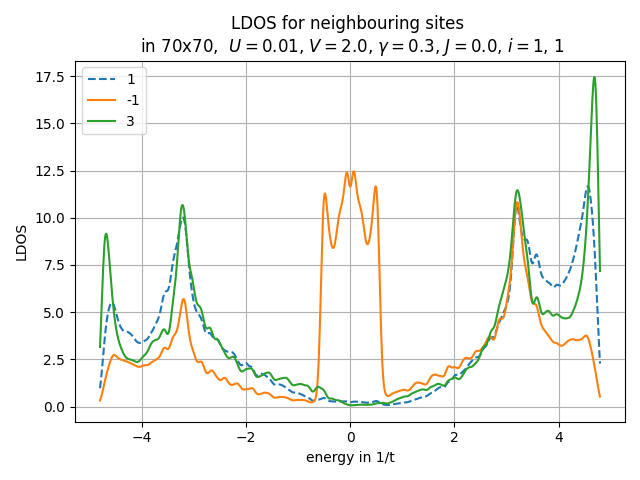 LDOS for neighbouring sites
in 70x70, U = 0.01, V = 2.0, γ = 0.3, J = 0.0, i = 1, 1
17.5
15.0
12.5
10.0
7.5
5.0
2.5
0.0
LDOS
1
-1
3
−4 −2 0 2 4
energy in 1/t